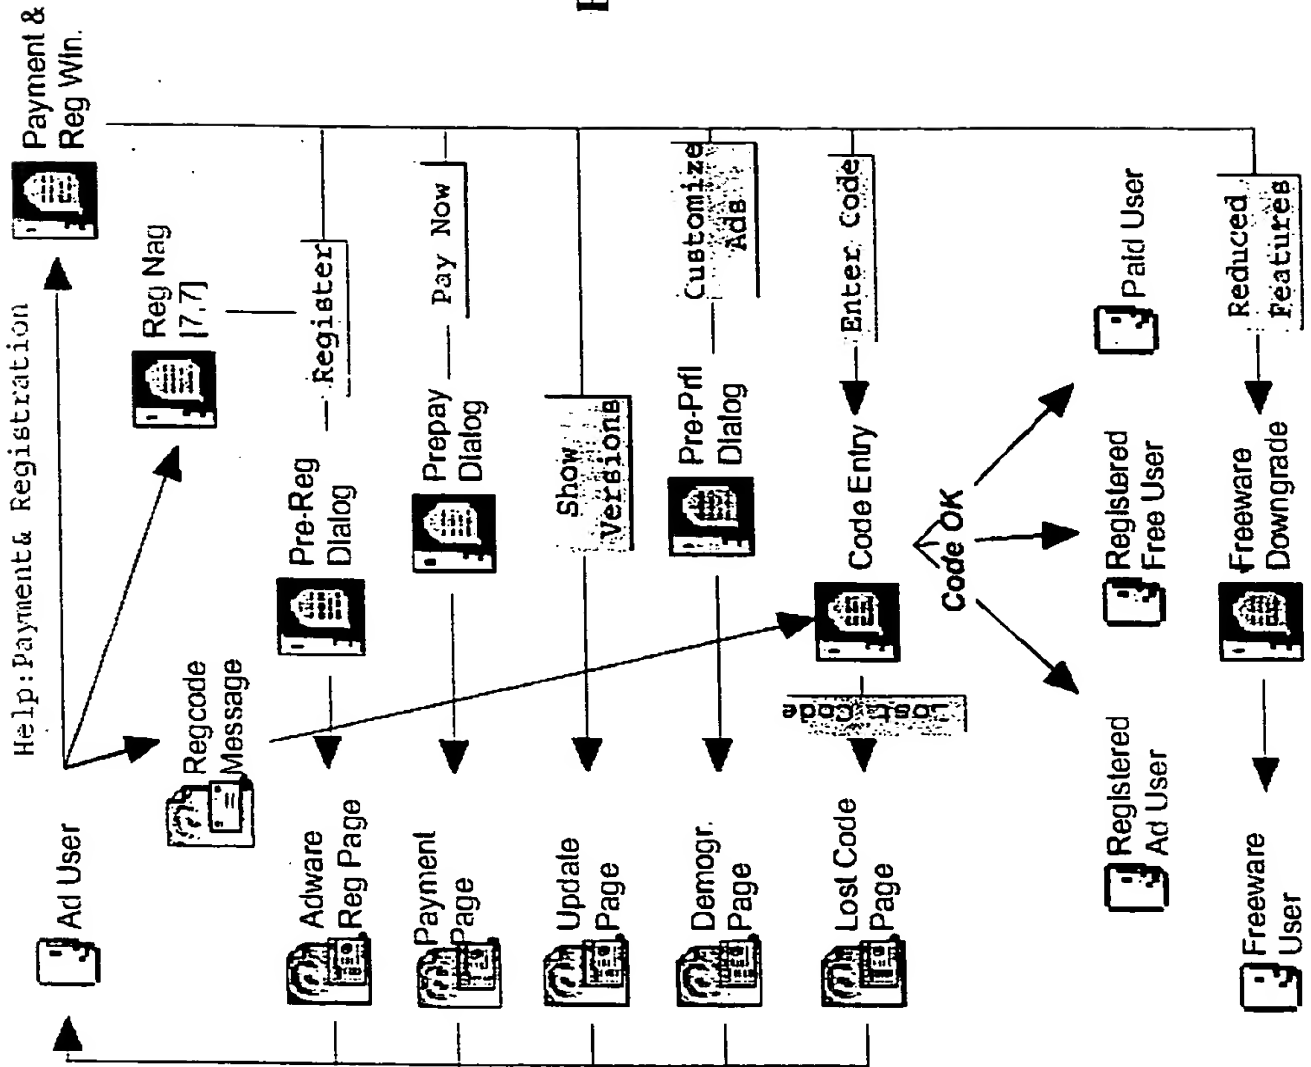 Help:Payment& Registration
Ad User
Payment &
Reg Win.
Reg Nag
[7,7]
Regcode
Message
Adware
Reg Page
Pre-Reg
Dialog
Register
Payment
Page
Prepay
Dialog
Pay Now
Update
Page
Show
Versions
Demogr.
Page
Pre-Prfl
Dialog
Customize
Ads
Lost Code
Page
Lost Code
Code Entry
Enter Code
Code OK
Registered
Ad User
Registered
Free User
Paid User
Freeware
User
Freeware
Downgrade
Reduced
Features